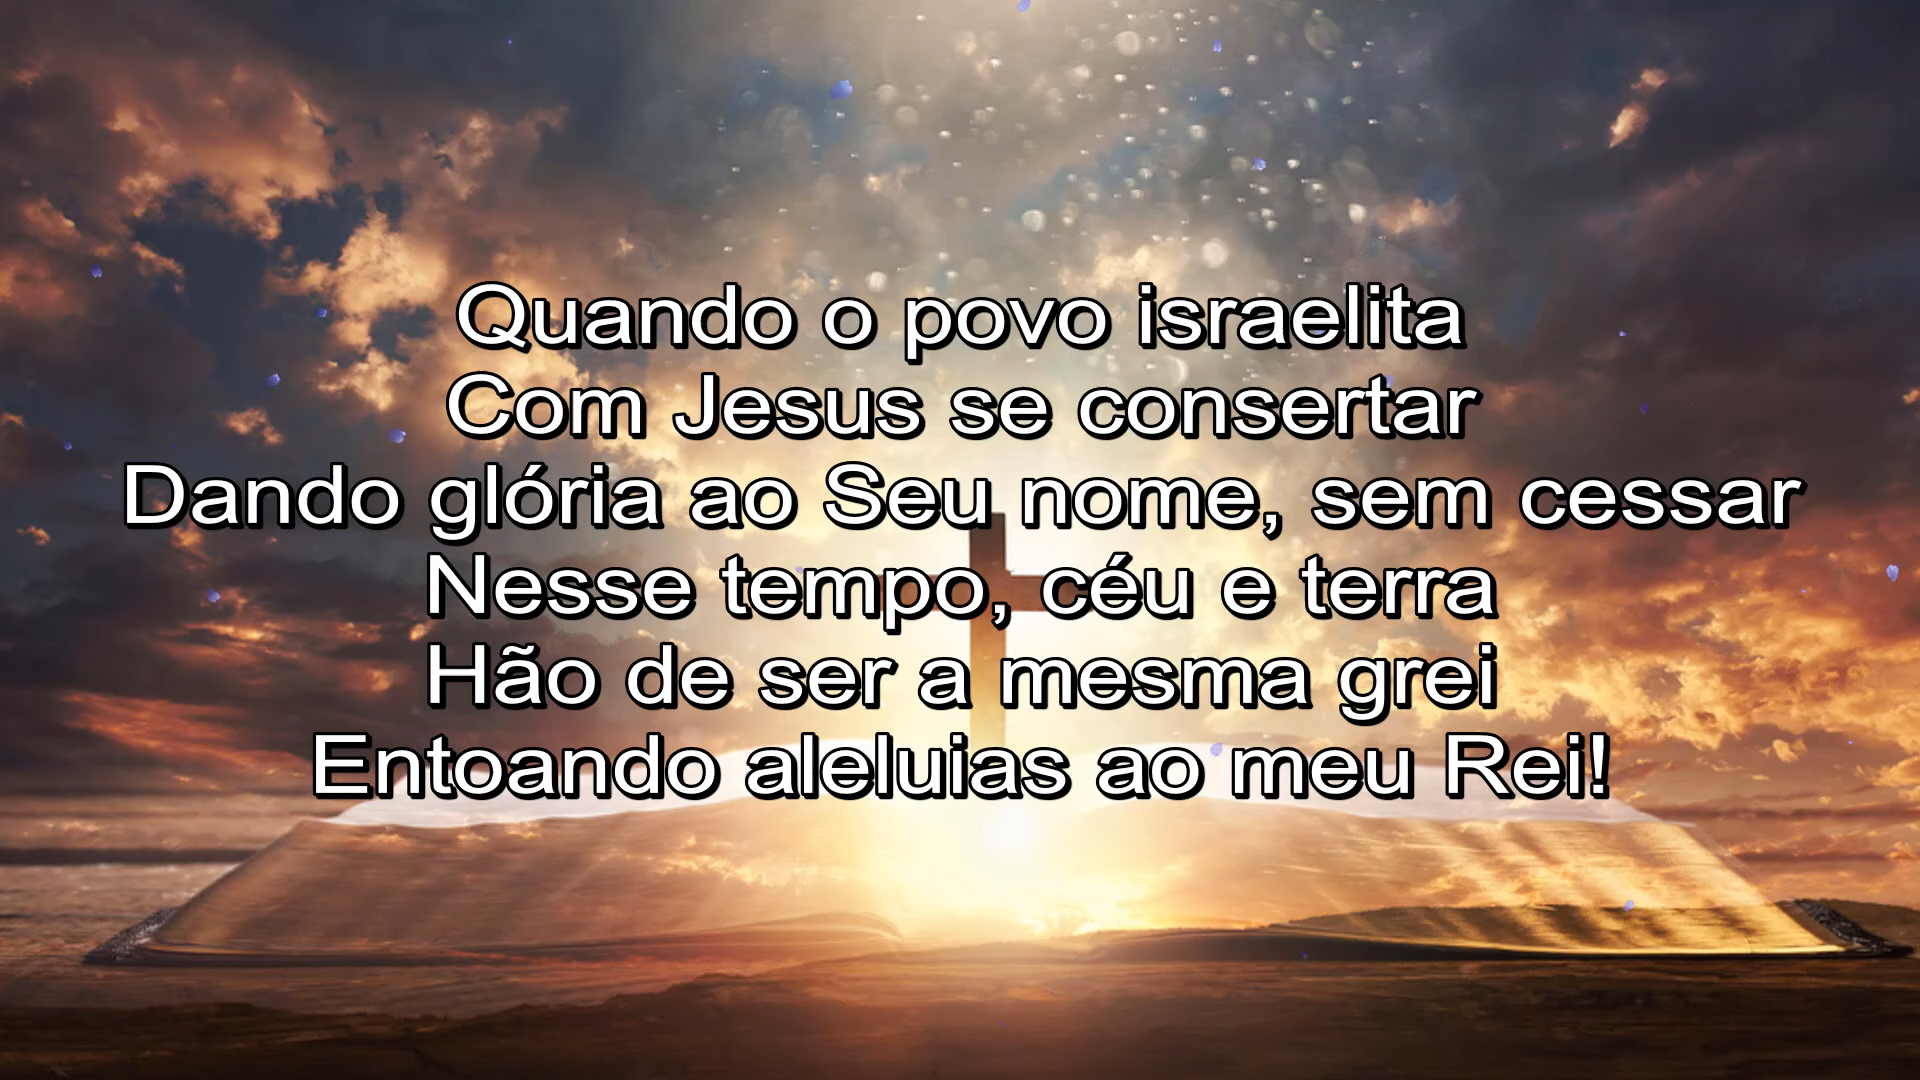 Quando o povo israelita
Com Jesus se consertar
Dando glória ao Seu nome, sem cessar
Nesse tempo, céu e terra
Hão de ser a mesma grei
Entoando aleluias ao meu Rei!